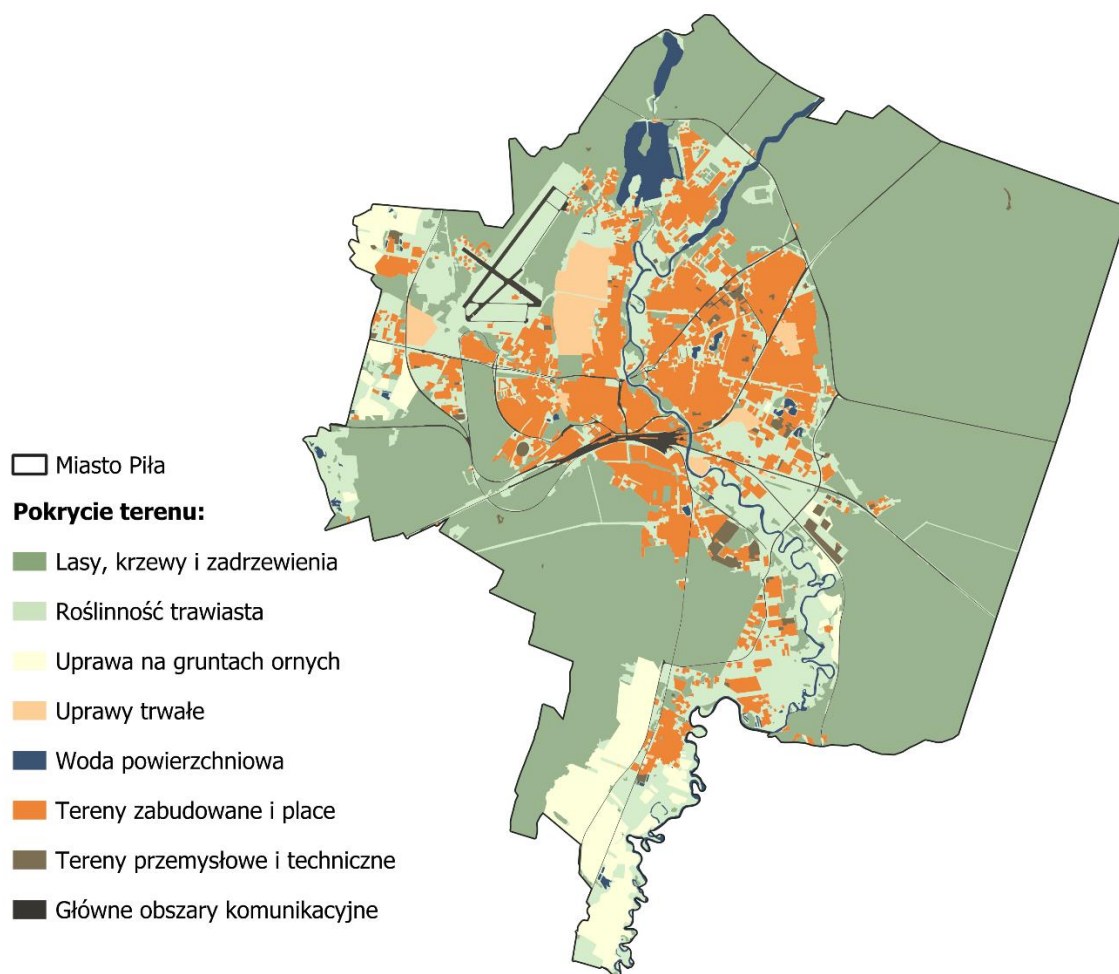 Miasto Piła
Pokrycie terenu:
Lasy, krzewy i zadrzewienia
Roślinność trawiasta
Uprawa na gruntach ornych
Uprawy trwałe
Woda powierzchniowa
Tereny zabudowane i place
Tereny przemysłowe i techniczne
Główne obszary komunikacyjne